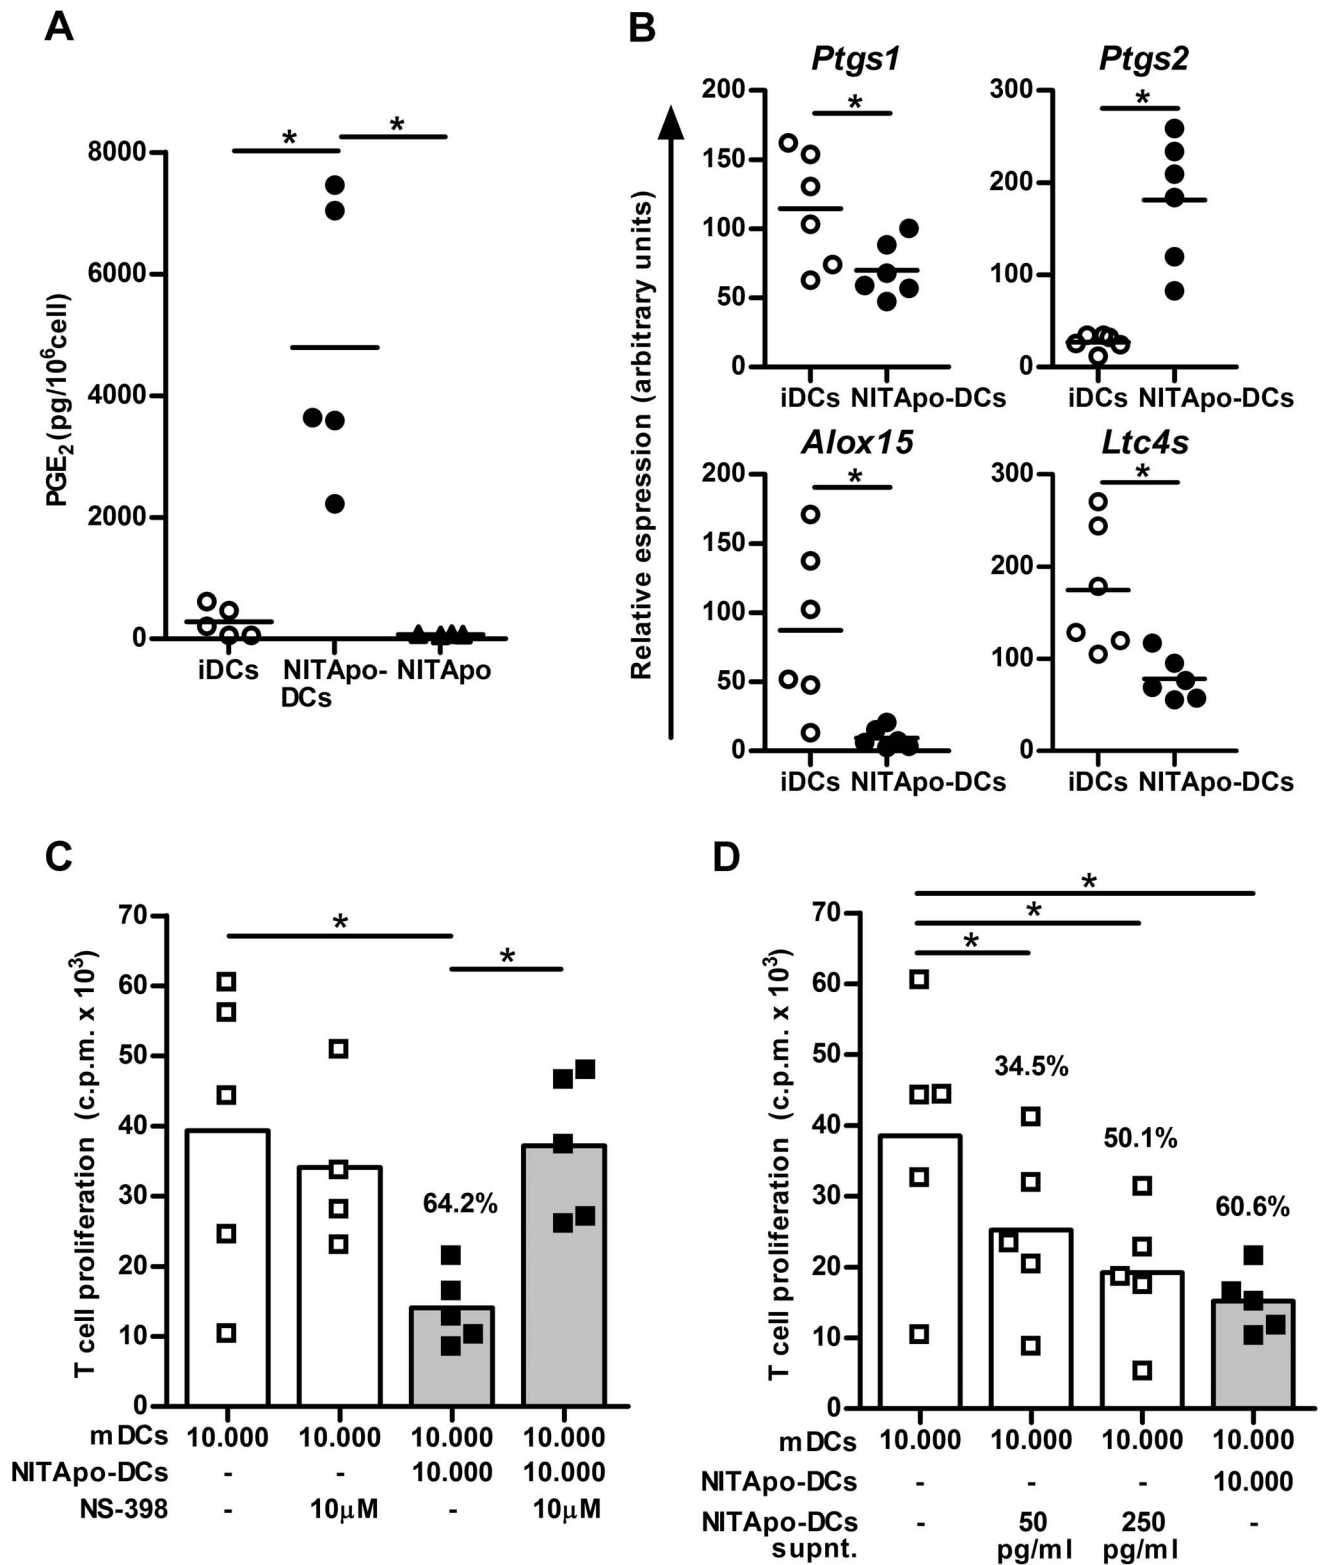 A
PGE2 (pg/10^6cell)
8000
6000
4000
2000
0
*
*
iDCs
NITApo-
DCs
NITApo
B
Relative espression (arbitrary units)
Ptgs1
*
200
150
100
50
0
iDCs NITApo-DCs
Ptgs2
*
300
200
100
0
iDCs NITApo-DCs
Alox15
*
200
150
100
50
0
iDCs NITApo-DCs
Ltc4s
*
300
200
100
0
iDCs NITApo-DCs
C
T cell proliferation (c.p.m. x 10^3)
70
60
50
40
30
20
10
0
*
*
64.2%
mDCs 10.000 10.000 10.000 10.000
NITApo-DCs - - 10.000 10.000
NS-398 - 10µM - 10µM
D
T cell proliferation (c.p.m. x 10^3)
70
60
50
40
30
20
10
0
*
*
*
34.5%
50.1%
60.6%
mDCs 10.000 10.000 10.000 10.000
NITApo-DCs - - - 10.000
NITApo-DCs - 50 250 -
supnt. pg/ml pg/ml